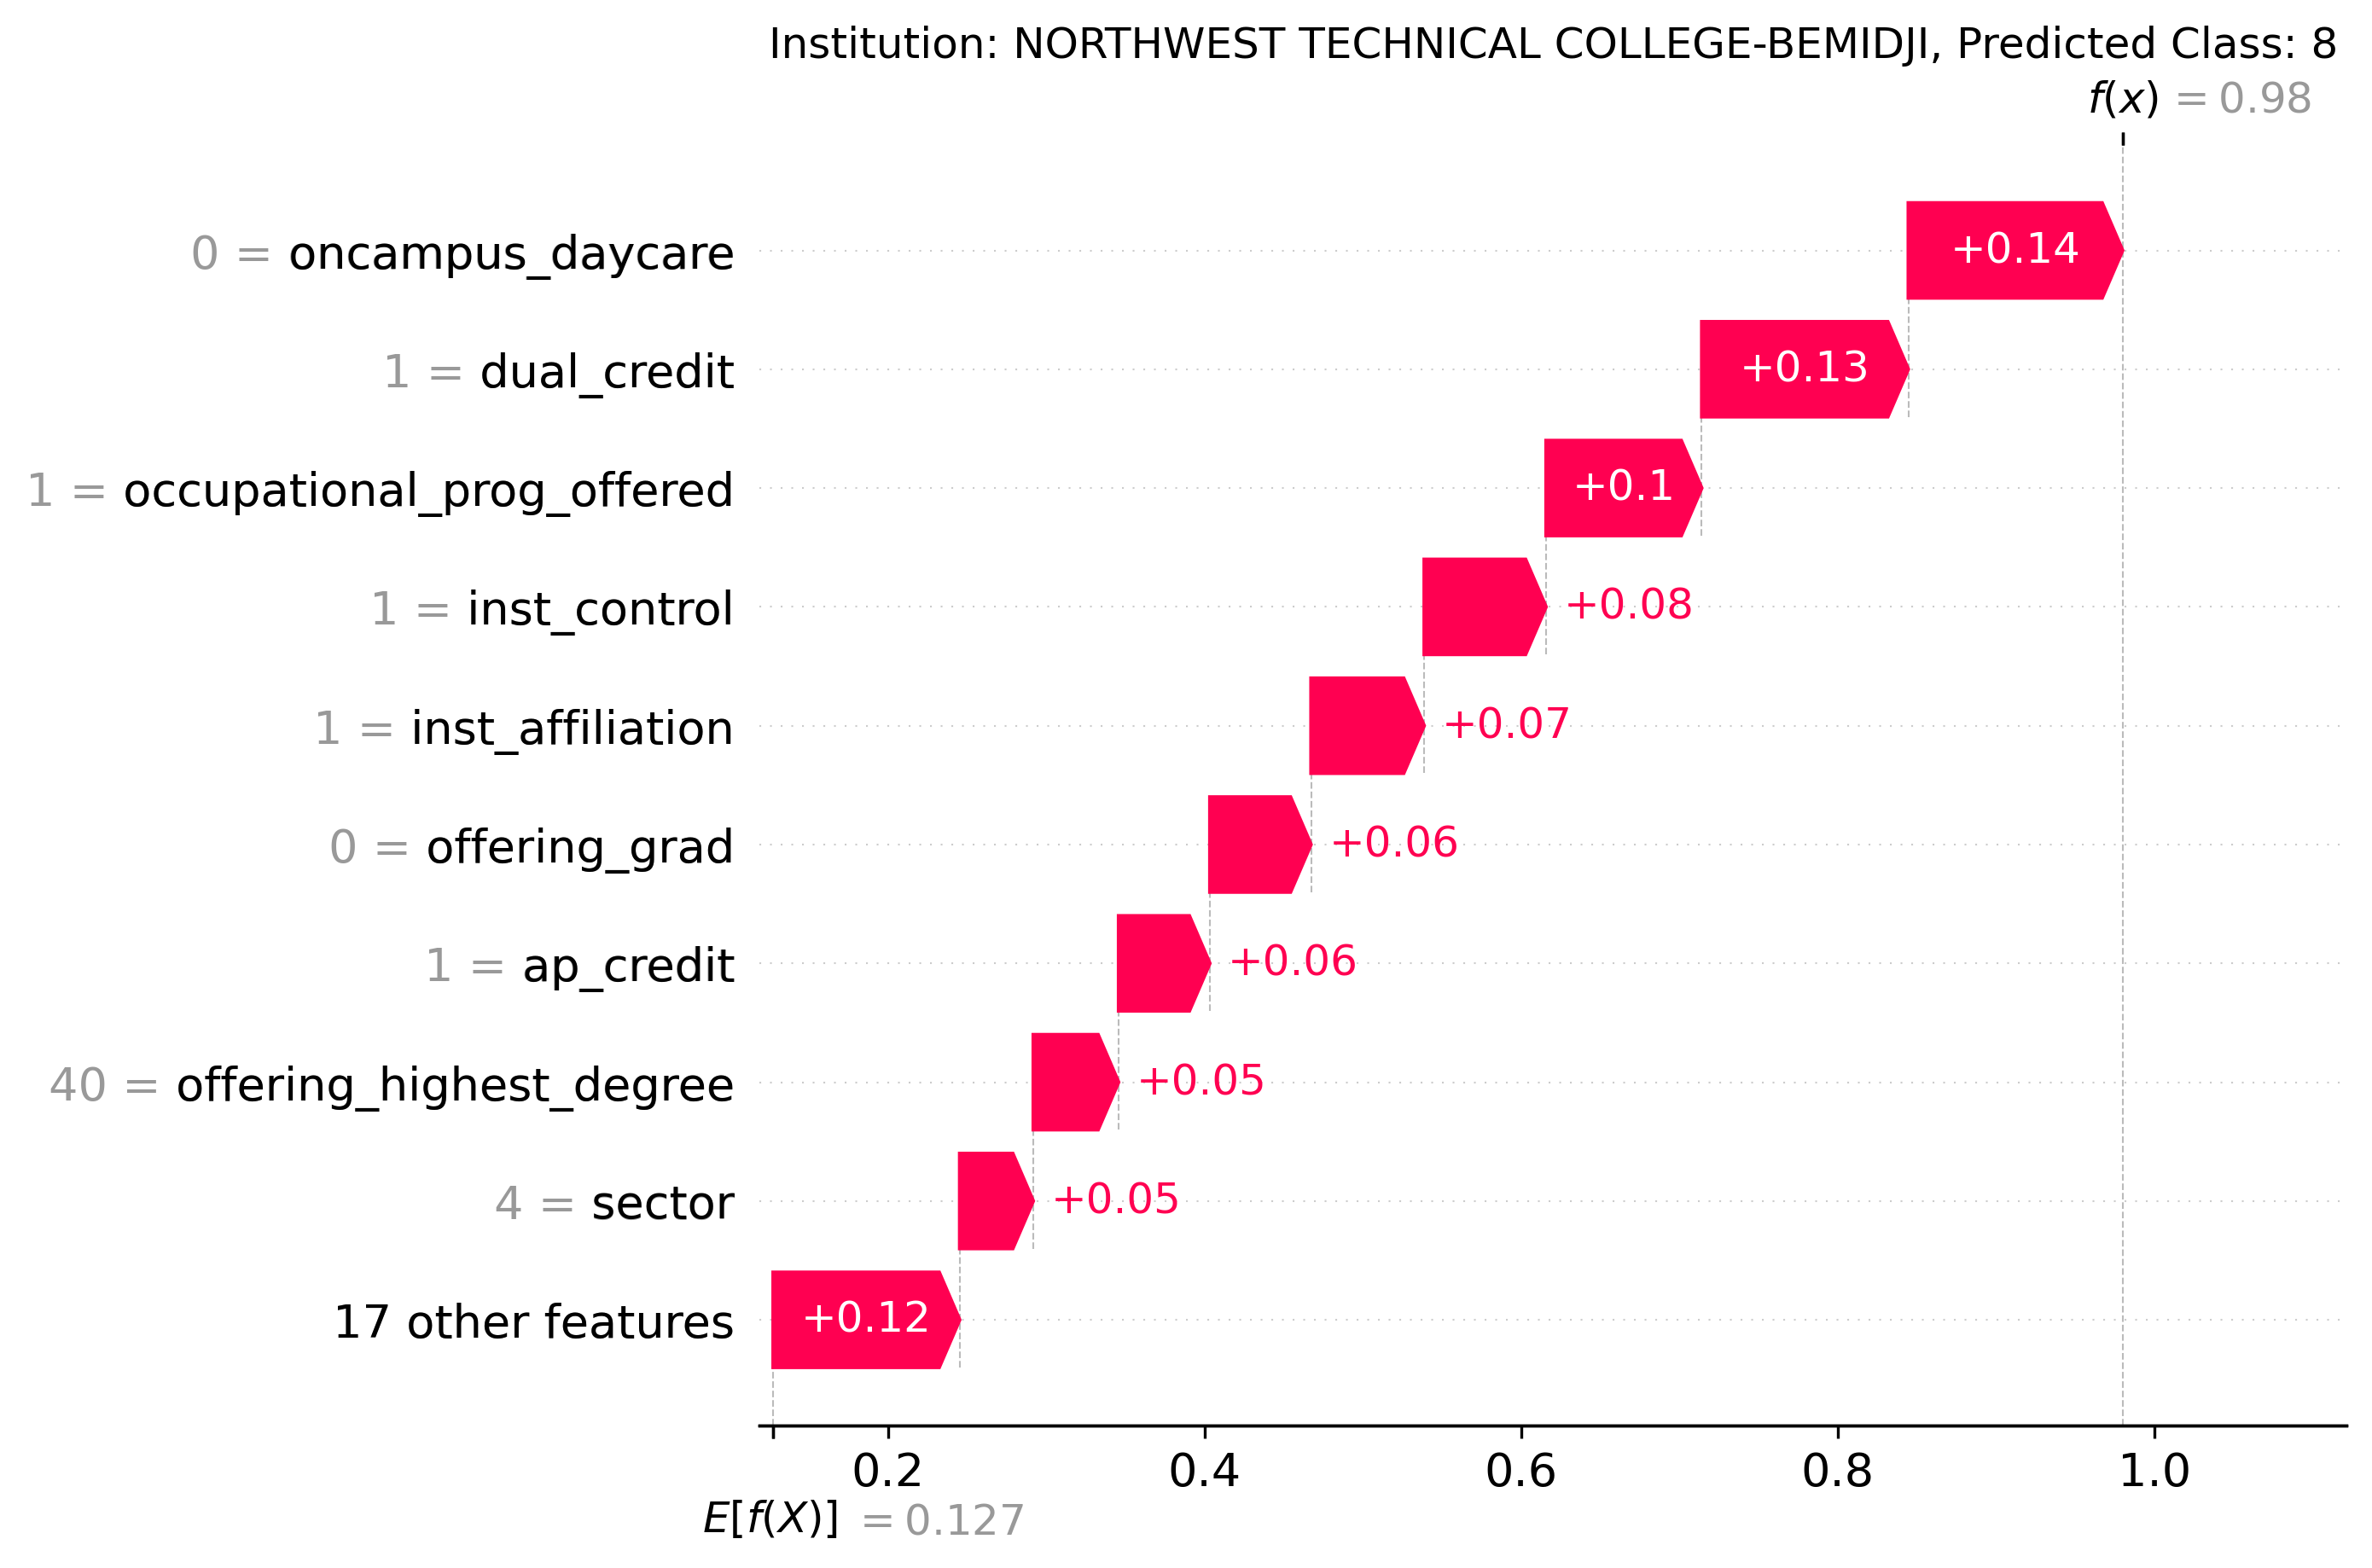 Institution: NORTHWEST TECHNICAL COLLEGE-BEMIDJI, Predicted Class: 8
f(x) = 0.98
0 = oncampus_daycare +0.14
1 = dual_credit +0.13
1 = occupational_prog_offered +0.1
1 = inst_control +0.08
1 = inst_affiliation +0.07
0 = offering_grad +0.06
1 = ap_credit +0.06
40 = offering_highest_degree +0.05
4 = sector +0.05
17 other features +0.12
0.2 0.4 0.6 0.8 1.0
E[f(X)] = 0.127